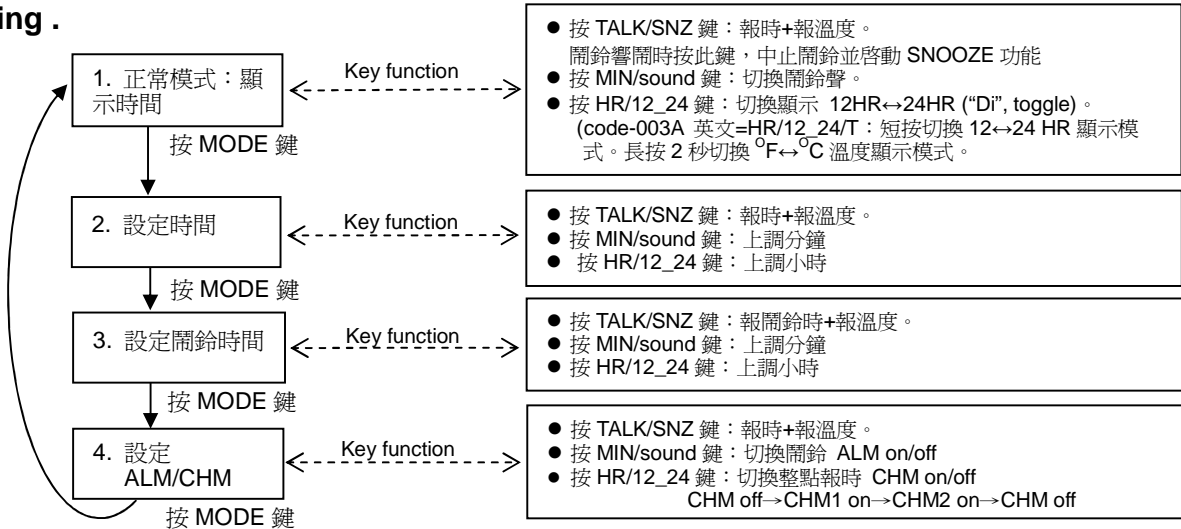 ing .
1. 正常模式：顯
示時間
Key function
● 按 TALK/SNZ 鍵：報時+報溫度。
鬧鈴響鬧時按此鍵，中止鬧鈴並啓動 SNOOZE 功能
● 按 MIN/sound 鍵：切換鬧鈴聲。
● 按 HR/12_24 鍵：切換顯示 12HR↔24HR ("Di", toggle)。
(code-003A 英文=HR/12_24/T：短按切換 12↔24 HR 顯示模
式。長按 2 秒切換 ᴼF↔ᴼC 溫度顯示模式。
按 MODE 鍵
2. 設定時間
Key function
● 按 TALK/SNZ 鍵：報時+報溫度。
● 按 MIN/sound 鍵：上調分鐘
● 按 HR/12_24 鍵：上調小時
按 MODE 鍵
3. 設定鬧鈴時間
Key function
● 按 TALK/SNZ 鍵：報鬧鈴時+報溫度。
● 按 MIN/sound 鍵：上調分鐘
● 按 HR/12_24 鍵：上調小時
按 MODE 鍵
4. 設定
ALM/CHM
Key function
● 按 TALK/SNZ 鍵：報時+報溫度。
● 按 MIN/sound 鍵：切換鬧鈴 ALM on/off
● 按 HR/12_24 鍵：切換整點報時 CHM on/off
CHM off→CHM1 on→CHM2 on→CHM off
按 MODE 鍵